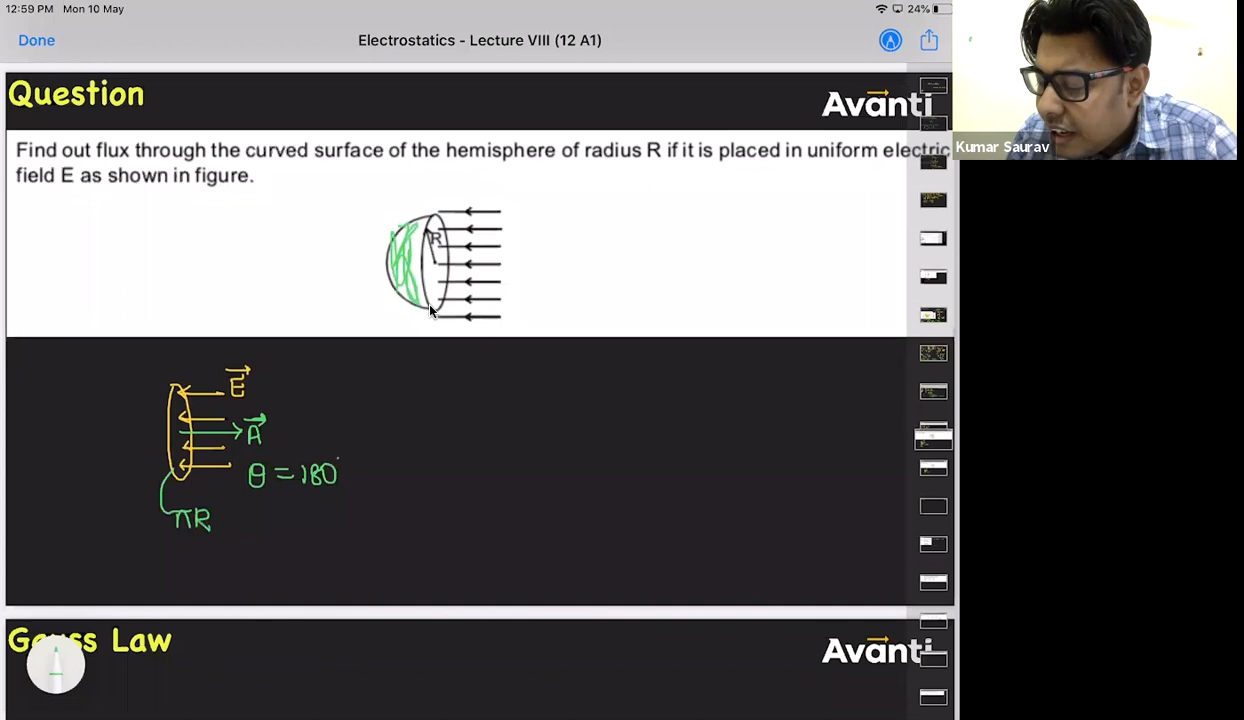 12:59 PM Mon 10 May
24%
Done
Electrostatics - Lecture VIII (12 A1)
Question
Avanti
Find out flux through the curved surface of the hemisphere of radius R if it is placed in uniform electric
field E as shown in figure.
Kumar Saurav
R
E
A
θ = 180°
πR
Gauss Law
Avanti